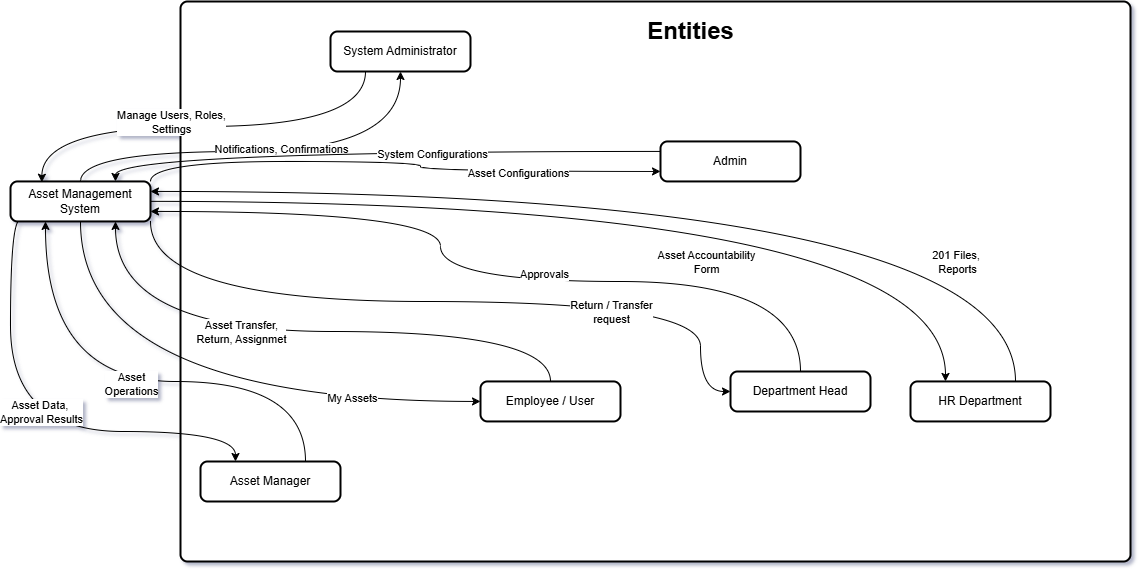 Entities
System Administrator
Manage Users, Roles,
Settings
Notifications, Confirmations
System Configurations
Admin
Asset Configurations
Asset Management
System
Asset Accountability
Form
201 Files,
Reports
Approvals
Return / Transfer
request
Asset Transfer,
Return, Assignmet
Asset
Operations
My Assets
Employee / User
Department Head
HR Department
Asset Data,
Approval Results
Asset Manager